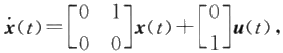 ẋ(t)=[0 1; 0 0]x(t)+[0; 1]u(t),